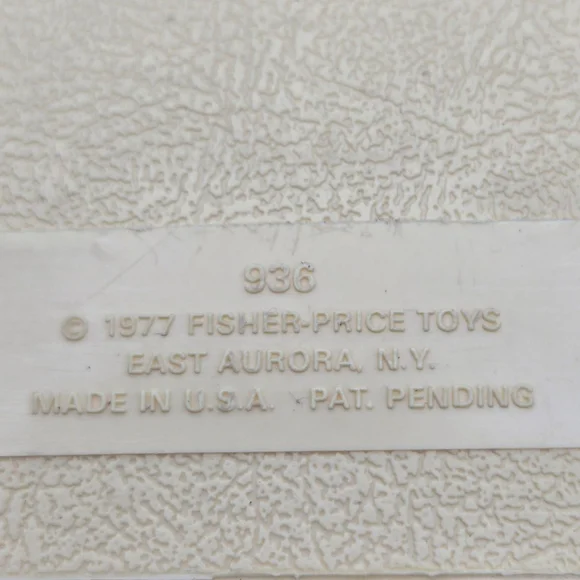 936
© 1977 FISHER-PRICE TOYS
EAST AURORA, N.Y.
MADE IN U.S.A. PAT. PENDING